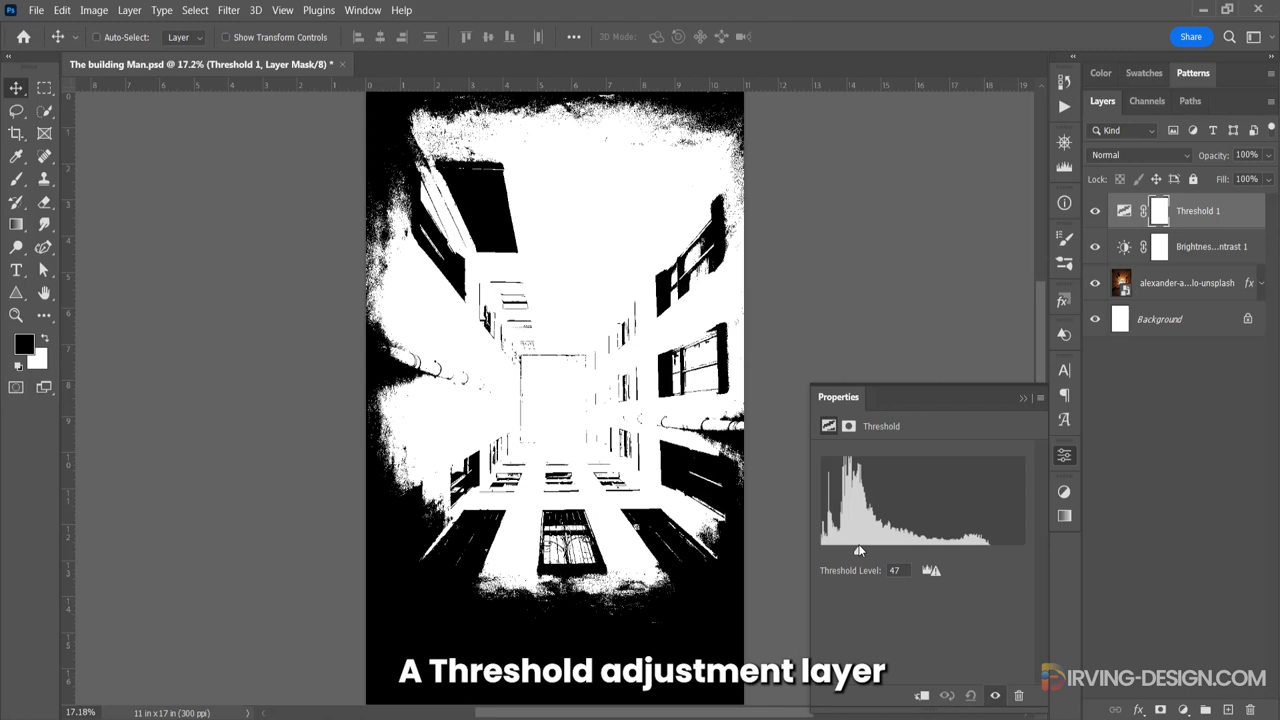 Ps File Edit Image Layer Type Select Filter 3D View Plugins Window Help
Auto-Select: Layer Show Transform Controls 3D Mode: Share
The building Man.psd @ 17.2% (Threshold 1, Layer Mask/8) *
Color Swatches Patterns
Layers Channels Paths
Kind
Normal Opacity: 100%
Lock: Fill: 100%
Threshold 1
Brightnes...ntrast 1
alexander-a...lo-unsplash fx
Background
Properties
Threshold
Threshold Level: 47
A Threshold adjustment layer
IRVING-DESIGN.COM
17.18% 11 in x 17 in (300 ppi)